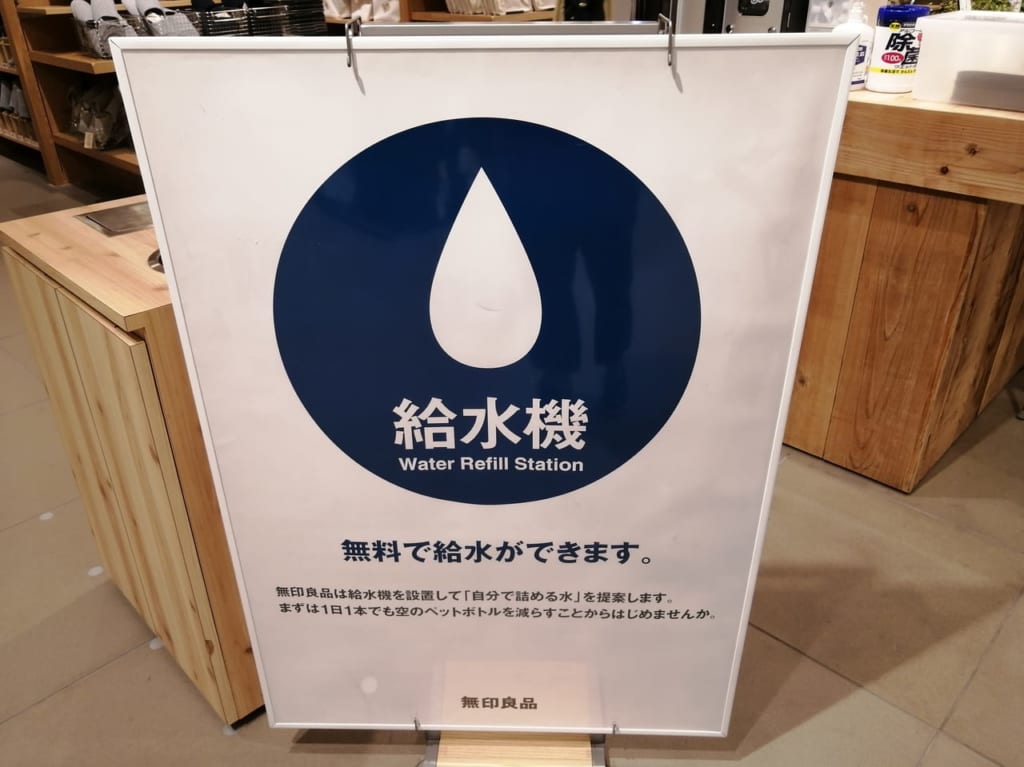 除菌
¥100
給水機
Water Refill Station
無料で給水ができます。
無印良品は給水機を設置して「自分で詰める水」を提案します。
まずは1日1本でも空のペットボトルを減らすことからはじめませんか。
無印良品